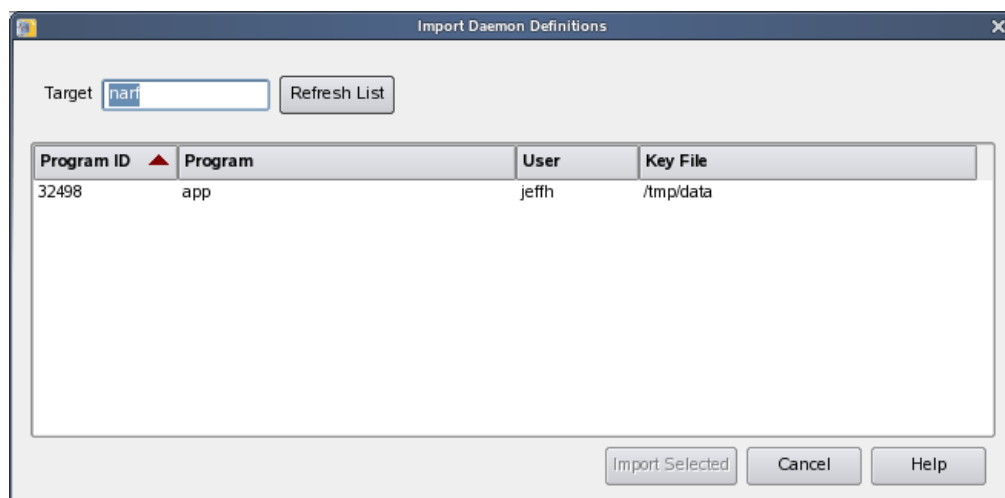 Import Daemon Definitions
Target narf Refresh List
Program ID Program User Key File
32498 app jeffh /tmp/data
Import Selected Cancel Help